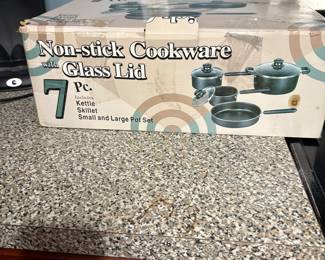 Non-stick Cookware
with Glass Lid
7 Pc.
Includes:
Kettle
Skillet
Small and Large Pot Set